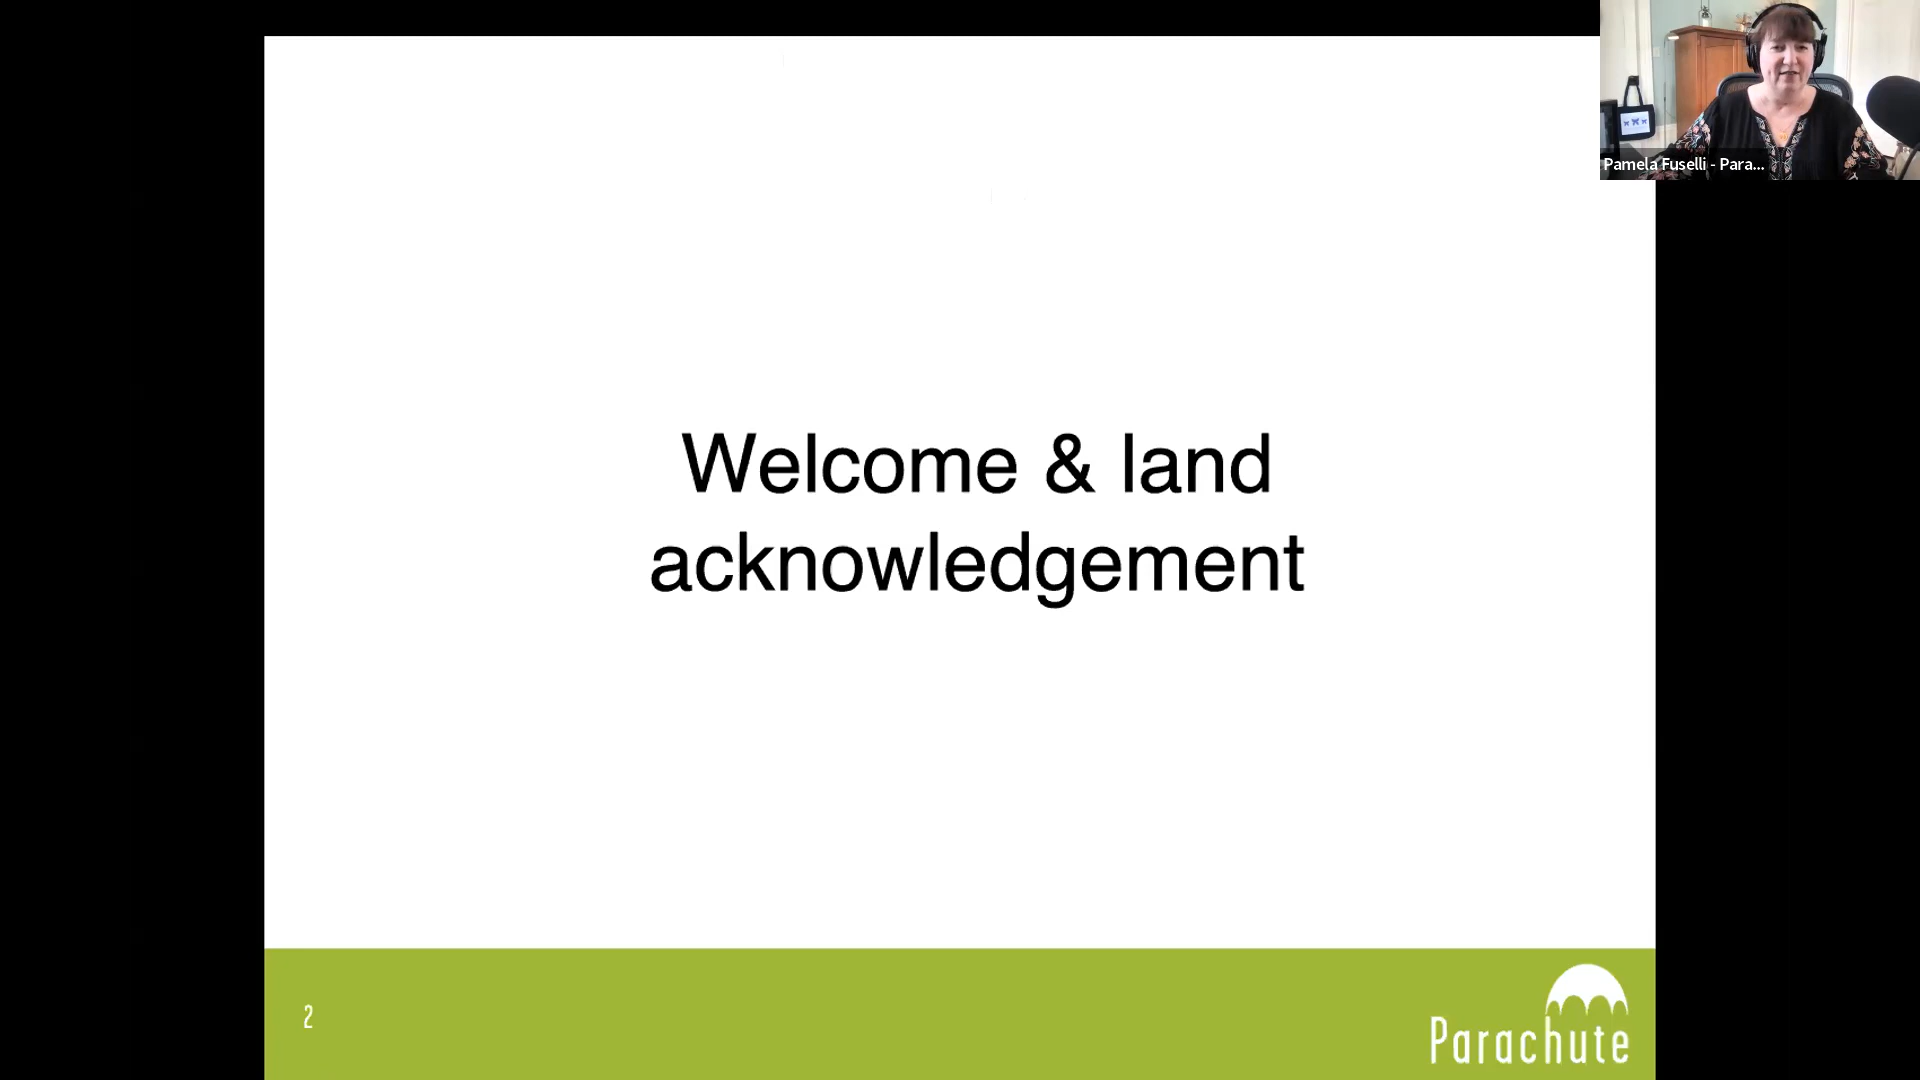 Pamela Fuselli - Para...
Welcome & land
acknowledgement
2
Parachute